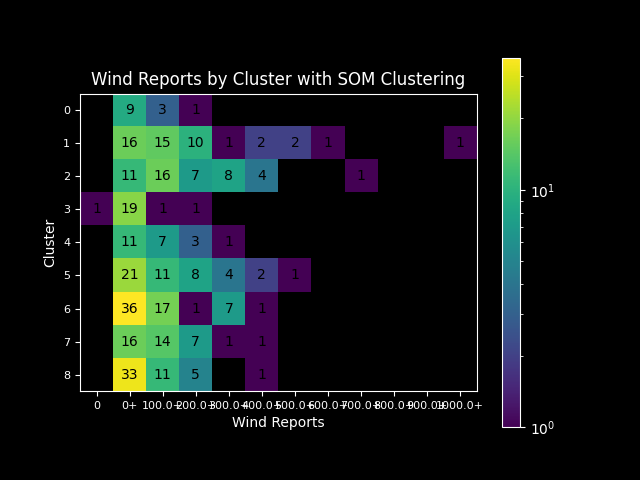 Wind Reports by Cluster with SOM Clustering
0 9 3 1
1 16 15 10 1 2 2 1 1
2 11 16 7 8 4 1
3 1 19 1 1
4 11 7 3 1
5 21 11 8 4 2 1
6 36 17 1 7 1
7 16 14 7 1 1
8 33 11 5 1
Cluster
0 0+ 100.0+ 200.0+ 300.0+ 400.0+ 500.0+ 600.0+ 700.0+ 800.0+ 900.0+ 1000.0+
Wind Reports
10¹
10⁰